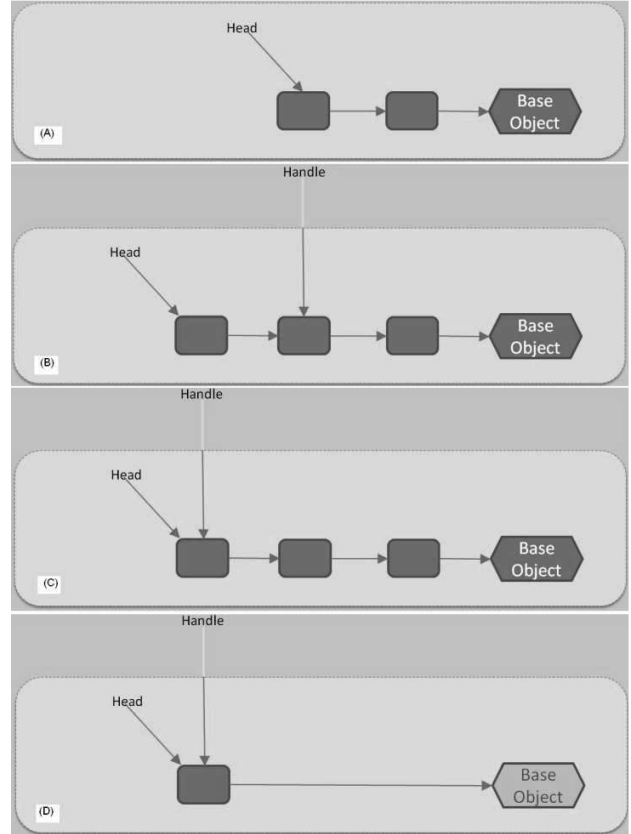 Head
Base
Object
(A)
Handle
Head
Base
Object
(B)
Handle
Head
Base
Object
(C)
Handle
Head
Base
Object
(D)